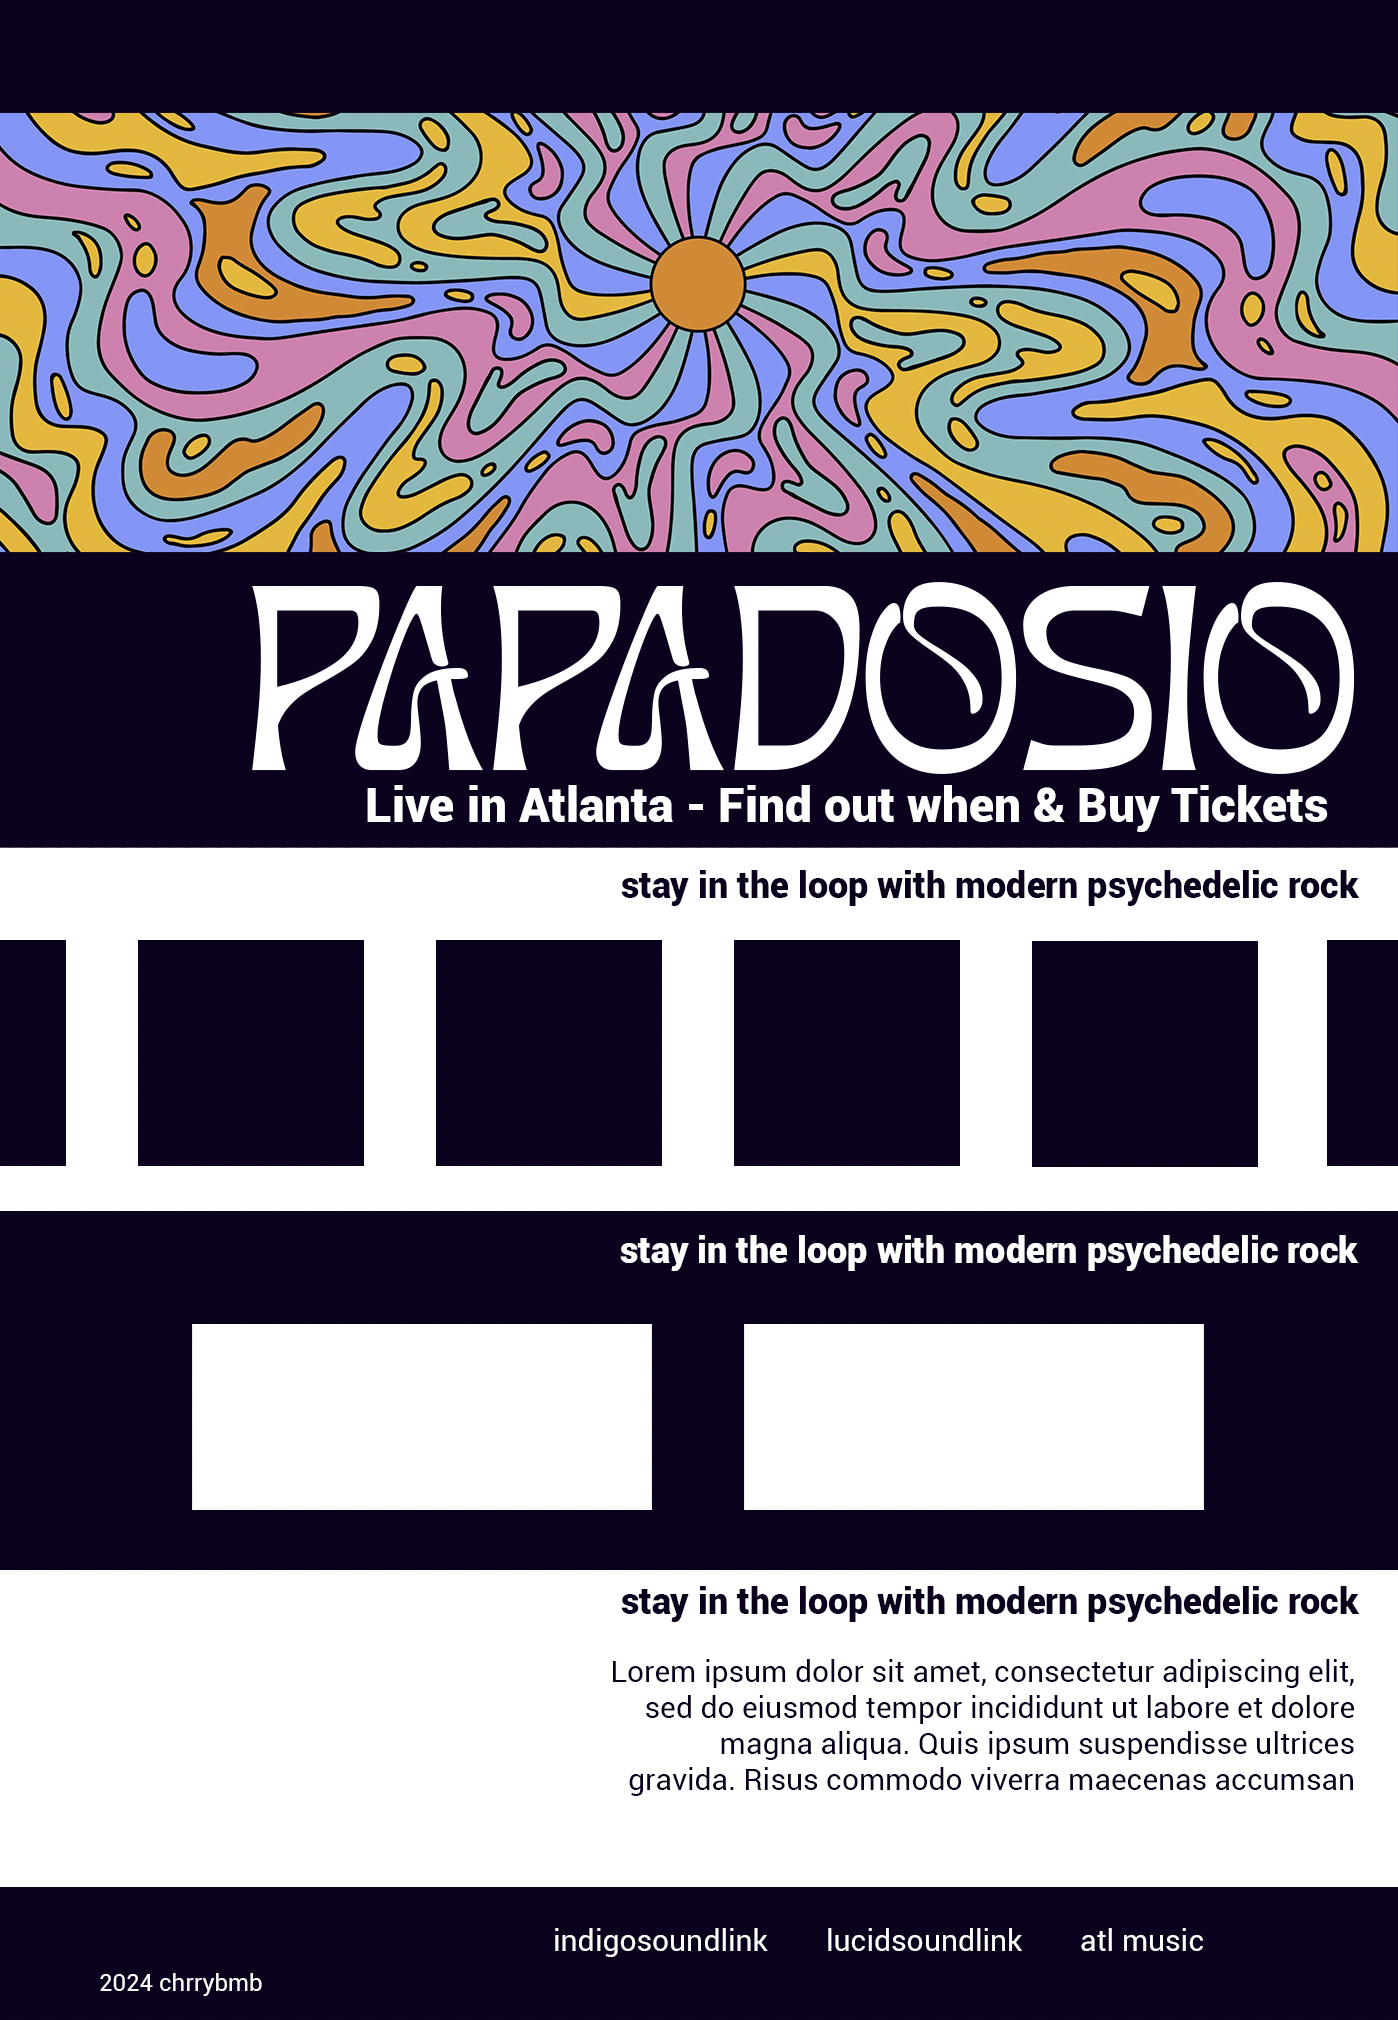 PAPADOSIO
Live in Atlanta - Find out when & Buy Tickets
stay in the loop with modern psychedelic rock
stay in the loop with modern psychedelic rock
stay in the loop with modern psychedelic rock
Lorem ipsum dolor sit amet, consectetur adipiscing elit,
sed do eiusmod tempor incididunt ut labore et dolore
magna aliqua. Quis ipsum suspendisse ultrices
gravida. Risus commodo viverra maecenas accumsan
indigosoundlink lucidsoundlink atl music
2024 chrrybmb